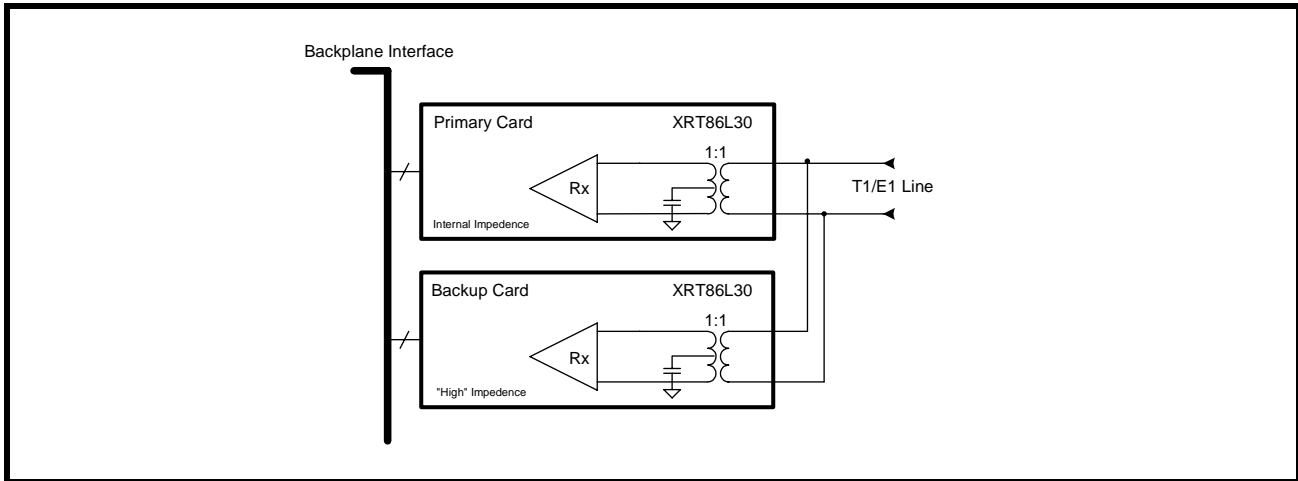 Backplane Interface
Primary Card XRT86L30
1:1
Rx
T1/E1 Line
Internal Impedence
Backup Card XRT86L30
1:1
Rx
"High" Impedence